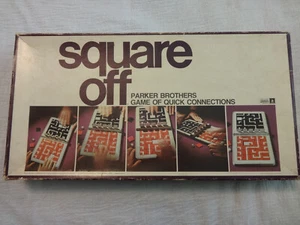 square
off
PARKER BROTHERS
GAME OF QUICK CONNECTIONS